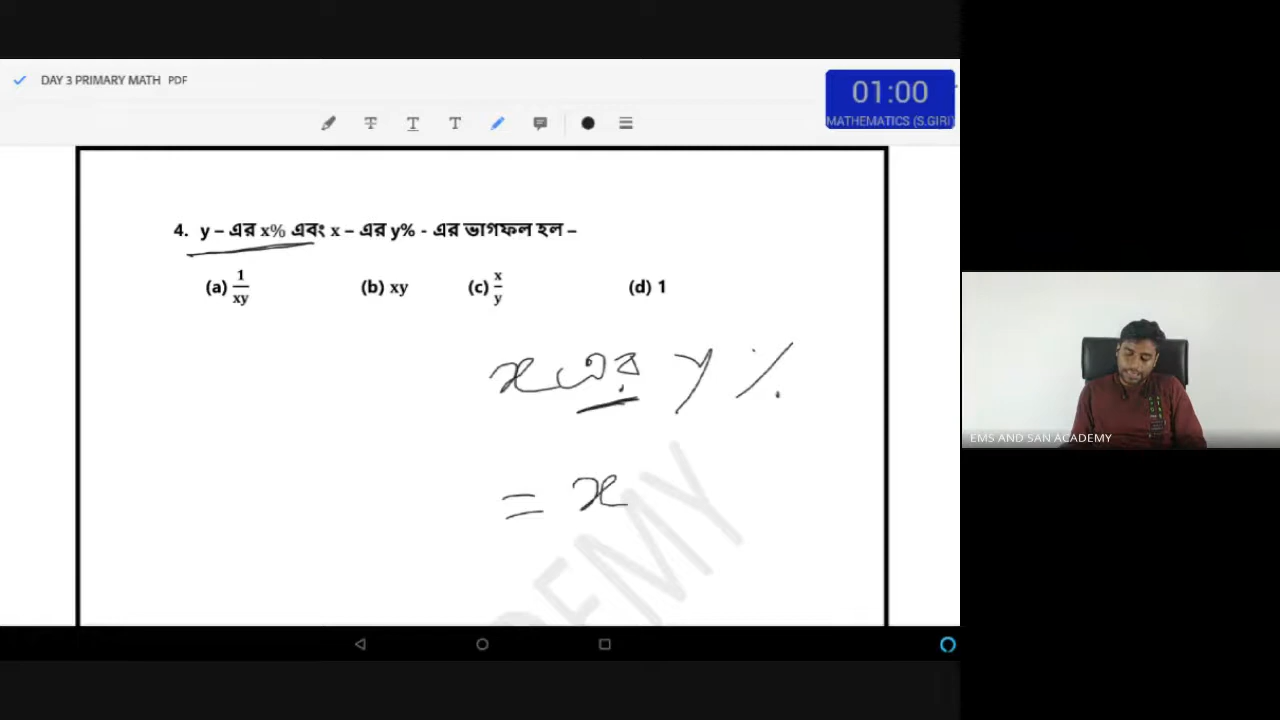 DAY 3 PRIMARY MATH PDF
01:00
MATHEMATICS (S.GIRI)
4. y – এর x% এবং x – এর y% - এর ভাগফল হল –
(a) 1/xy (b) xy (c) x/y (d) 1
x এর y %
= x
DEMY
EMS AND SAN ACADEMY